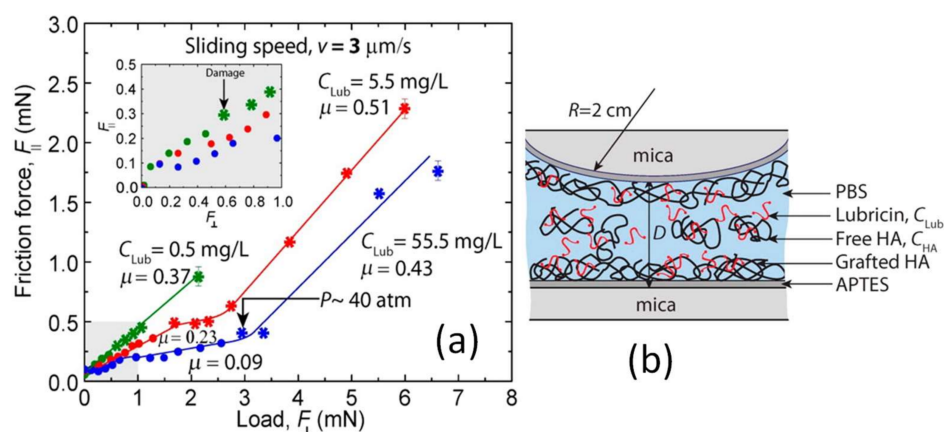 Sliding speed, v = 3 μm/s
Damage
C_Lub = 5.5 mg/L
μ = 0.51
C_Lub = 0.5 mg/L
μ = 0.37
C_Lub = 55.5 mg/L
μ = 0.43
P~ 40 atm
μ = 0.23
μ = 0.09
(a)
Friction force, F∥ (mN)
3.0
2.5
2.0
1.5
1.0
0.5
0.0
0 1 2 3 4 5 6 7 8
Load, F⊥ (mN)
F∥
0.5
0.4
0.3
0.2
0.1
0.0
0.0 0.2 0.4 0.6 0.8 1.0
F⊥
R=2 cm
mica
PBS
Lubricin, C_Lub
D
Free HA, C_HA
Grafted HA
APTES
mica
(b)